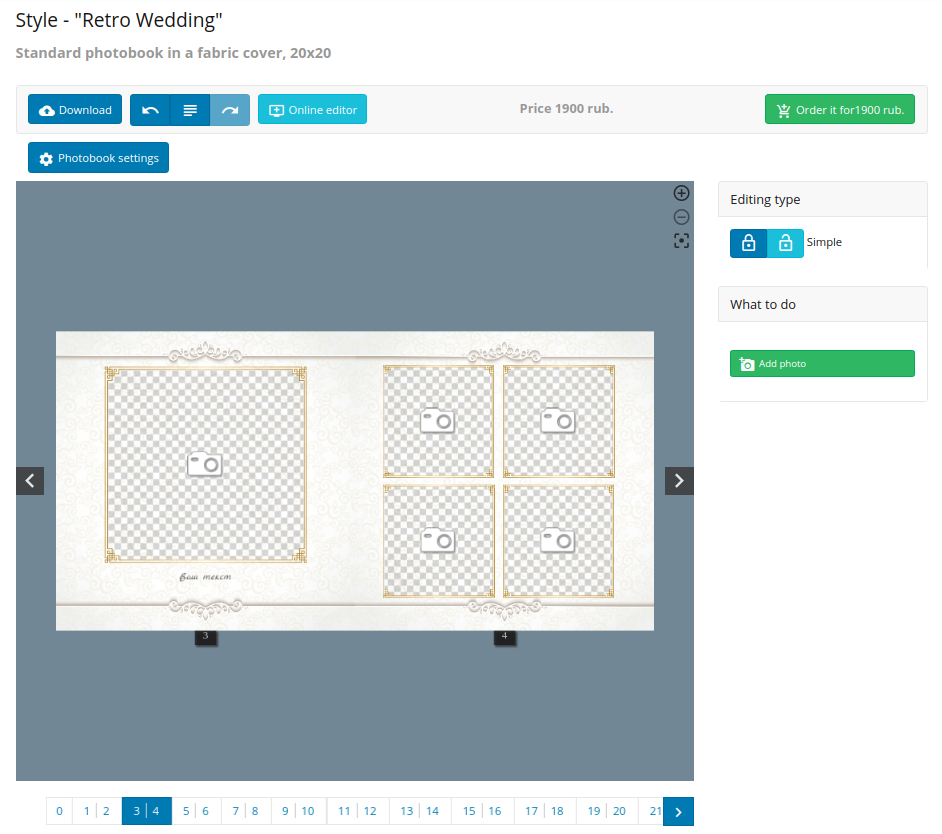 Style - "Retro Wedding"
Standard photobook in a fabric cover, 20x20
Download
Online editor
Price 1900 rub.
Order it for1900 rub.
Photobook settings
Editing type
Simple
What to do
Add photo
Ваш текст
3
4
0
1 | 2
3 | 4
5 | 6
7 | 8
9 | 10
11 | 12
13 | 14
15 | 16
17 | 18
19 | 20
21